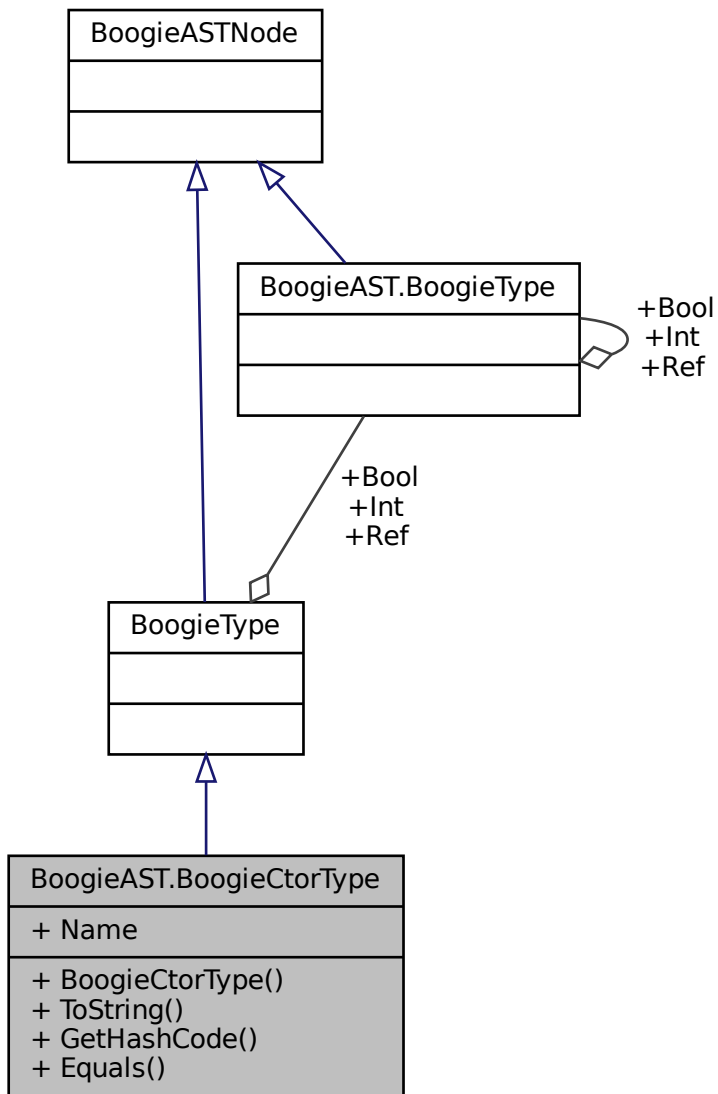 BoogieASTNode
BoogieAST.BoogieType
+Bool
+Int
+Ref
+Bool
+Int
+Ref
BoogieType
BoogieAST.BoogieCtorType
+ Name
+ BoogieCtorType()
+ ToString()
+ GetHashCode()
+ Equals()